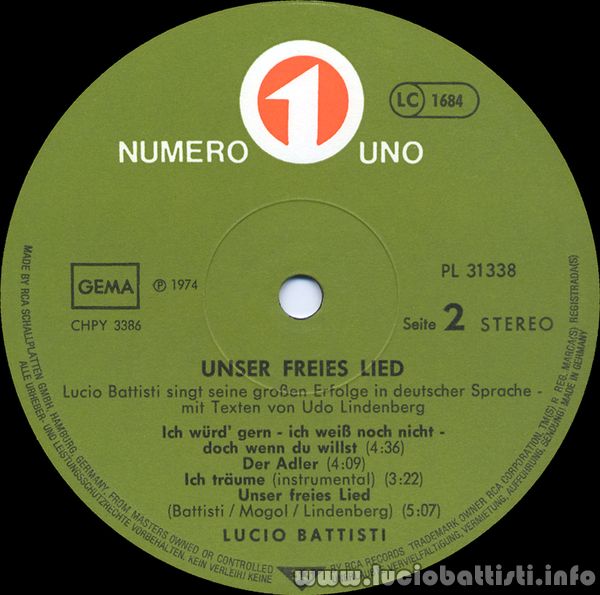 NUMERO 1 UNO
LC 1684
GEMA
℗ 1974
CHPY 3386
PL 31338
Seite 2 STEREO
UNSER FREIES LIED
Lucio Battisti singt seine großen Erfolge in deutscher Sprache -
mit Texten von Udo Lindenberg
Ich würd' gern - ich weiß noch nicht -
doch wenn du willst (4:36)
Der Adler (4:09)
Ich träume (instrumental) (3:22)
Unser freies Lied
(Battisti / Mogol / Lindenberg) (5:07)
LUCIO BATTISTI
MADE BY RCA SCHALLPLATTEN GMBH, HAMBURG, GERMANY, FROM MASTERS OWNED OR CONTROLLED BY RCA RECORDS TRADEMARK OWNER RCA CORPORATION, TM(S) R REG. MARCA(S) REGISTRADA(S)
ALLE URHEBER- UND LEISTUNGSSCHUTZRECHTE VORBEHALTEN. KEIN VERLEIH! KEINE VERVIELFÄLTIGUNG, VERMIETUNG, AUFFÜHRUNG, SENDUNG! MADE IN GERMANY
www.luciobattisti.info